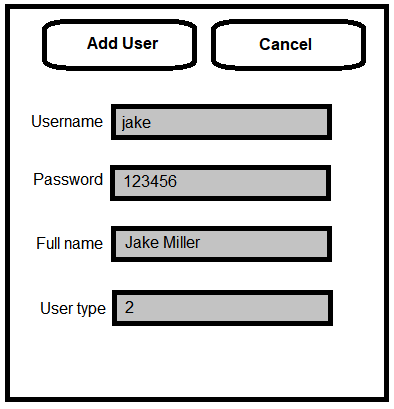 Add User Cancel
Username jake
Password 123456
Full name Jake Miller
User type 2